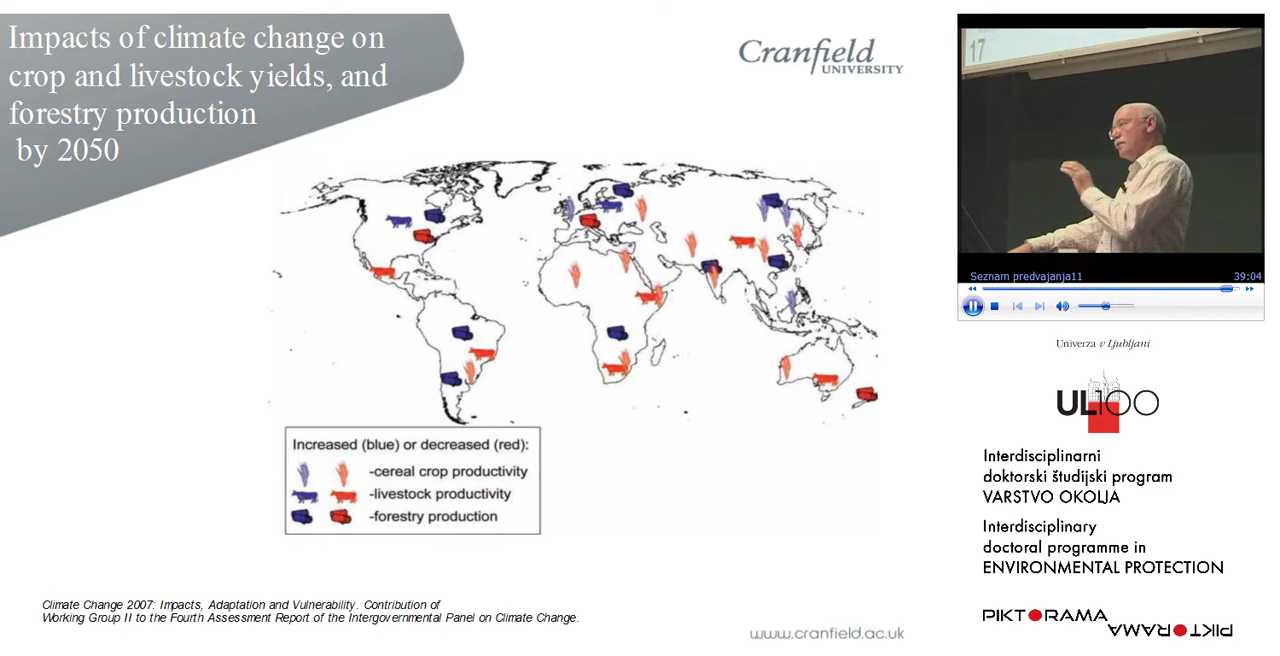 Impacts of climate change on
crop and livestock yields, and
forestry production
by 2050
Cranfield
UNIVERSITY
Increased (blue) or decreased (red):
-cereal crop productivity
-livestock productivity
-forestry production
Climate Change 2007: Impacts, Adaptation and Vulnerability. Contribution of
Working Group II to the Fourth Assessment Report of the Intergovernmental Panel on Climate Change.
www.cranfield.ac.uk
17
Seznam predvajanja11 39:04
Univerza v Ljubljani
UL100
Interdisciplinarni
doktorski študijski program
VARSTVO OKOLJA
Interdisciplinary
doctoral programme in
ENVIRONMENTAL PROTECTION
PIKTORAMA
PIKTORAMA